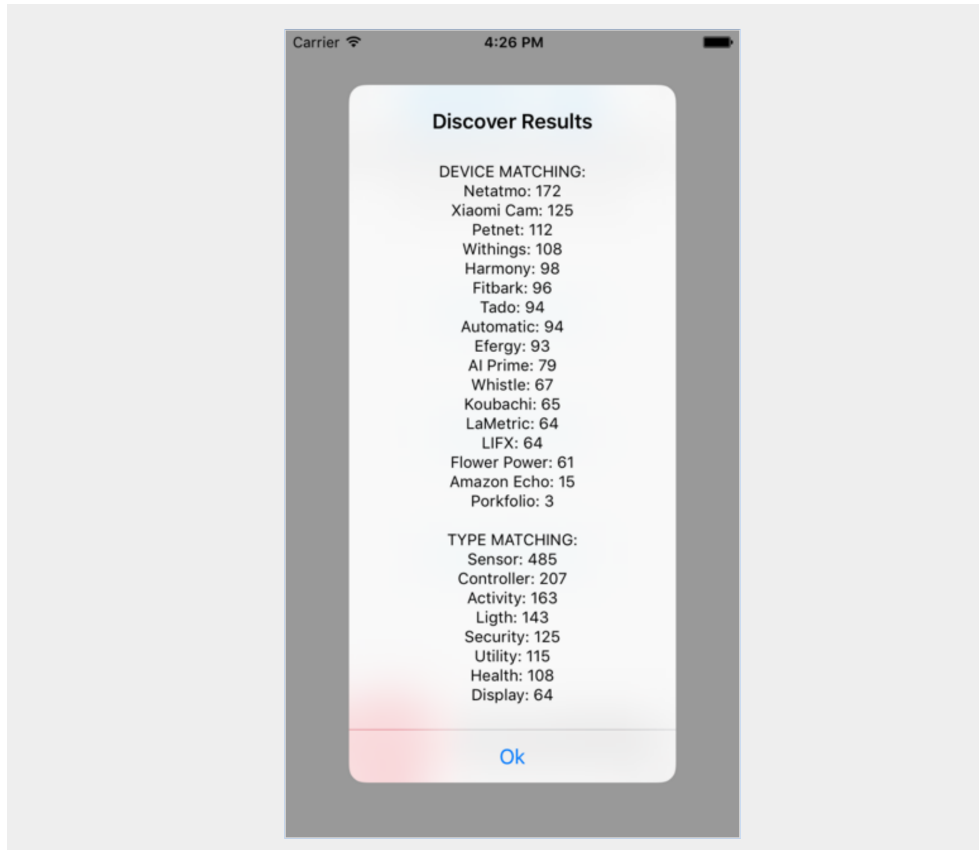 Carrier 4:26 PM
Discover Results
DEVICE MATCHING:
Netatmo: 172
Xiaomi Cam: 125
Petnet: 112
Withings: 108
Harmony: 98
Fitbark: 96
Tado: 94
Automatic: 94
Efergy: 93
AI Prime: 79
Whistle: 67
Koubachi: 65
LaMetric: 64
LIFX: 64
Flower Power: 61
Amazon Echo: 15
Porkfolio: 3
TYPE MATCHING:
Sensor: 485
Controller: 207
Activity: 163
Ligth: 143
Security: 125
Utility: 115
Health: 108
Display: 64
Ok